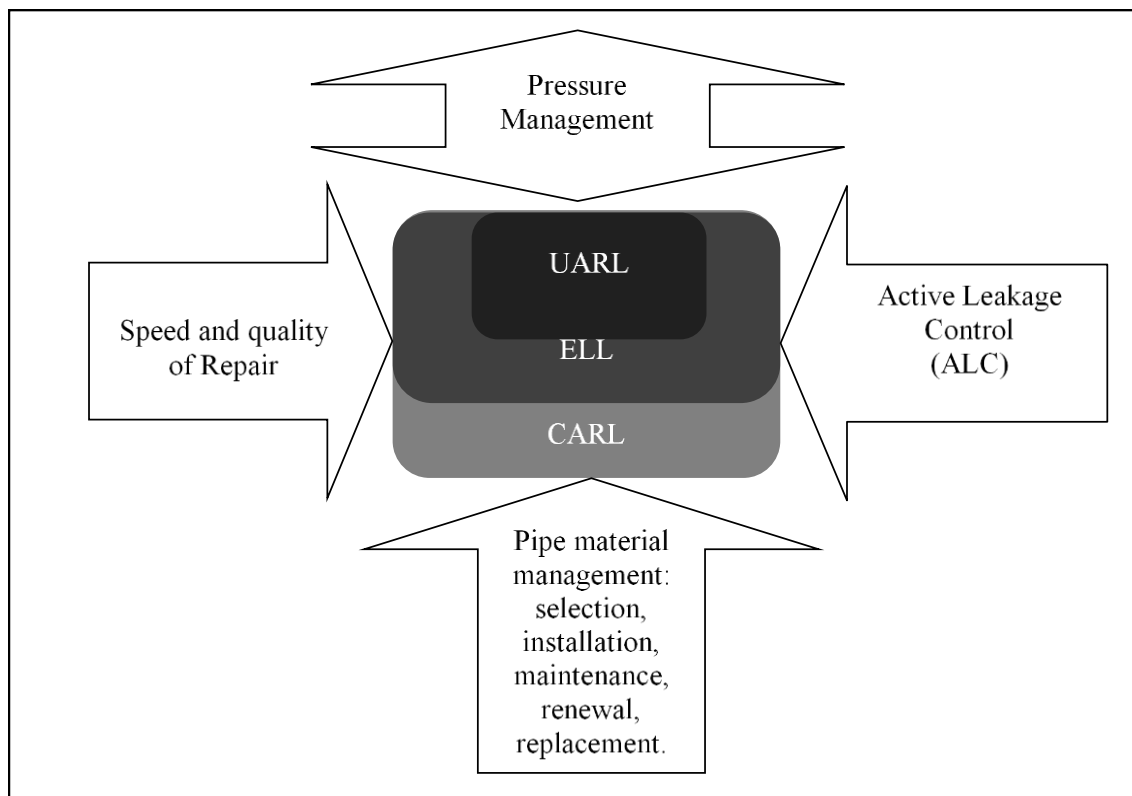 Pressure
Management
UARL
Speed and quality
of Repair
ELL
Active Leakage
Control
(ALC)
CARL
Pipe material
management:
selection,
installation,
maintenance,
renewal,
replacement.